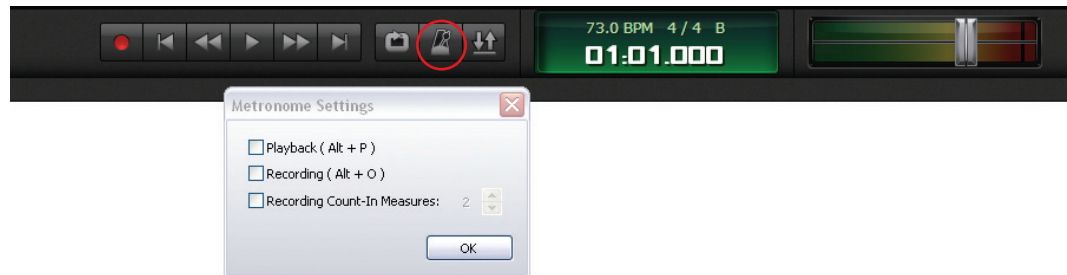 73.0 BPM 4 / 4 B
01:01.000
Metronome Settings
Playback ( Alt + P )
Recording ( Alt + O )
Recording Count-In Measures: 2
OK